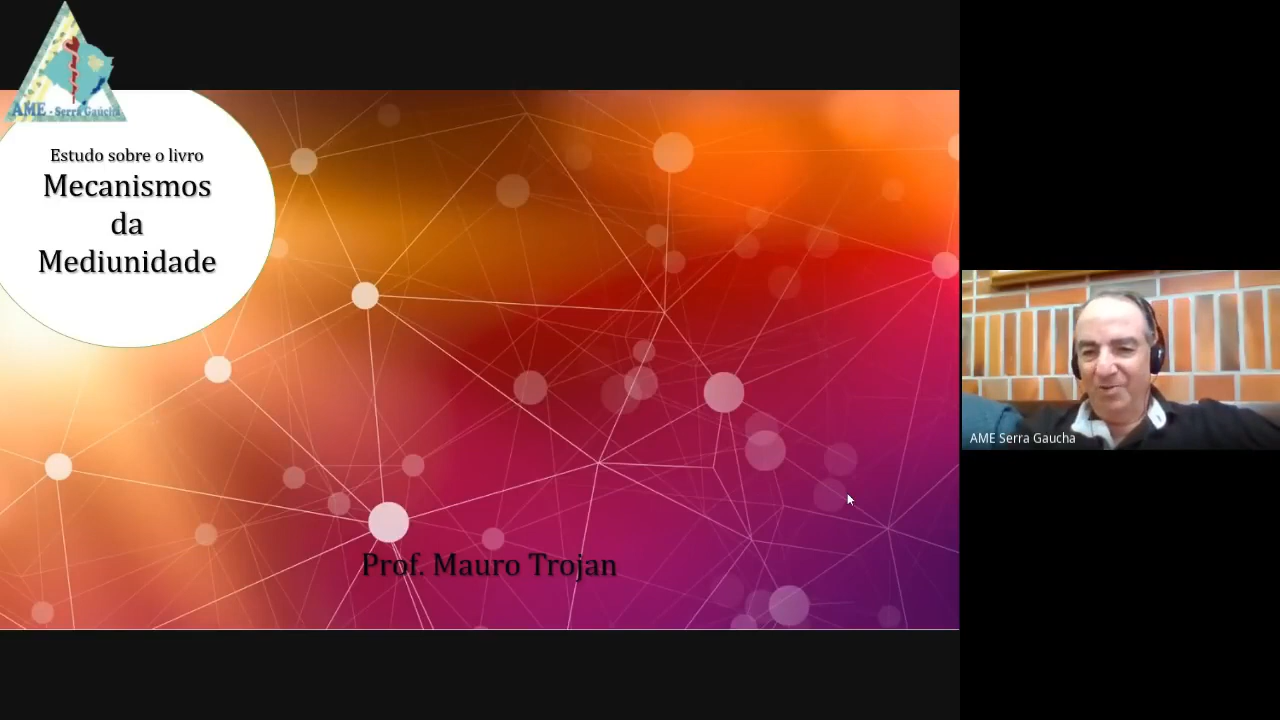 AME - Serra Gaúcha
Estudo sobre o livro
Mecanismos
da
Mediunidade
Prof. Mauro Trojan
AME Serra Gaucha